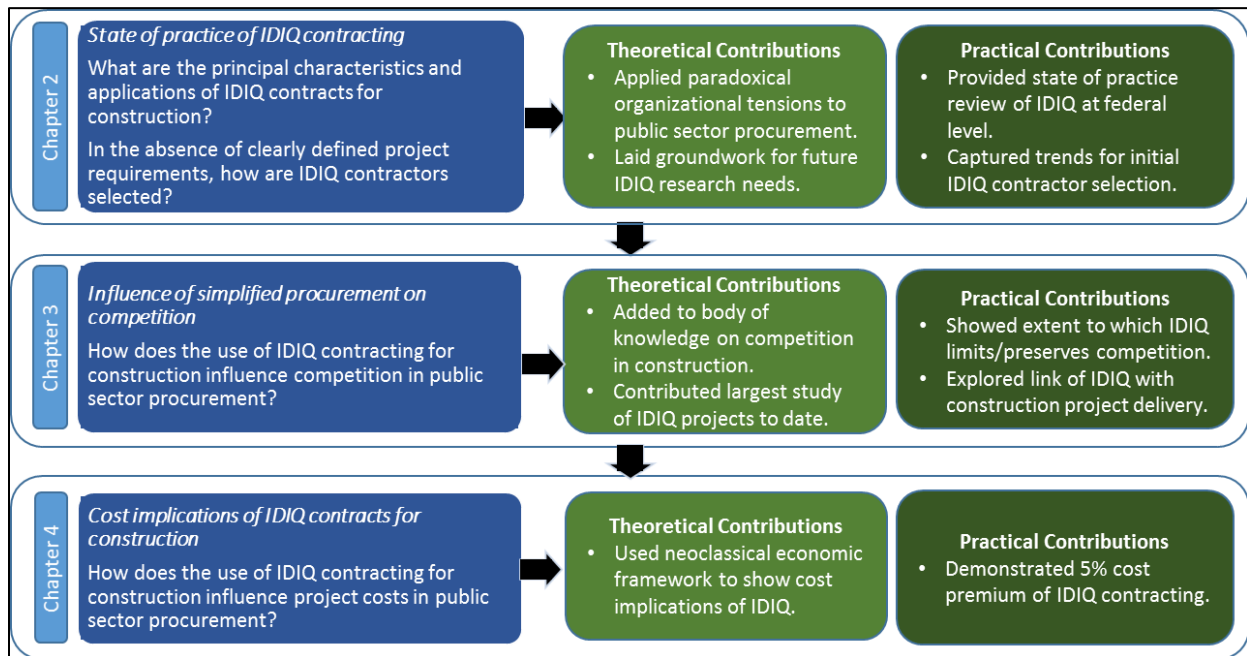 Chapter 2
State of practice of IDIQ contracting
What are the principal characteristics and
applications of IDIQ contracts for
construction?
In the absence of clearly defined project
requirements, how are IDIQ contractors
selected?
Theoretical Contributions
• Applied paradoxical
organizational tensions to
public sector procurement.
• Laid groundwork for future
IDIQ research needs.
Practical Contributions
• Provided state of practice
review of IDIQ at federal
level.
• Captured trends for initial
IDIQ contractor selection.
Chapter 3
Influence of simplified procurement on
competition
How does the use of IDIQ contracting for
construction influence competition in public
sector procurement?
Theoretical Contributions
• Added to body of
knowledge on competition
in construction.
• Contributed largest study
of IDIQ projects to date.
Practical Contributions
• Showed extent to which IDIQ
limits/preserves competition.
• Explored link of IDIQ with
construction project delivery.
Chapter 4
Cost implications of IDIQ contracts for
construction
How does the use of IDIQ contracting for
construction influence project costs in public
sector procurement?
Theoretical Contributions
• Used neoclassical economic
framework to show cost
implications of IDIQ.
Practical Contributions
• Demonstrated 5% cost
premium of IDIQ contracting.